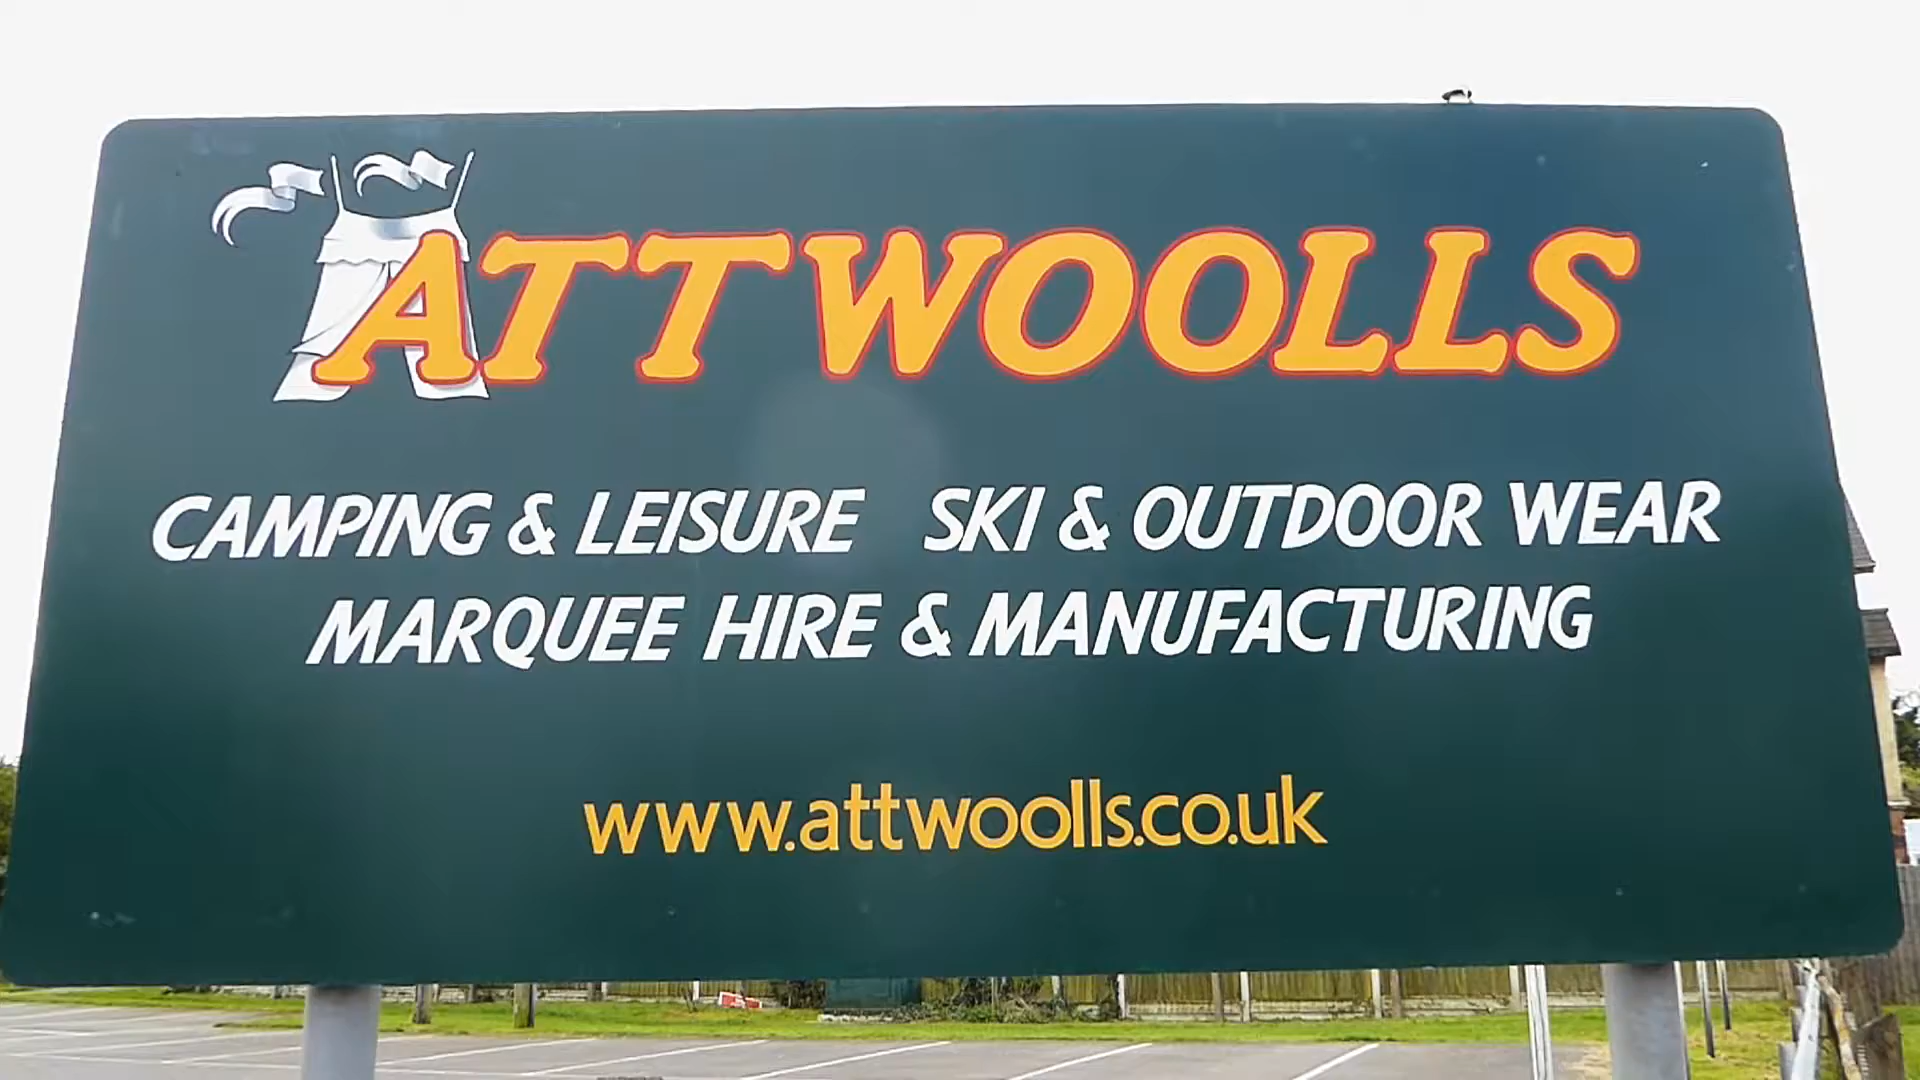 ATTWOOLLS
CAMPING & LEISURE SKI & OUTDOOR WEAR
MARQUEE HIRE & MANUFACTURING
www.attwoolls.co.uk